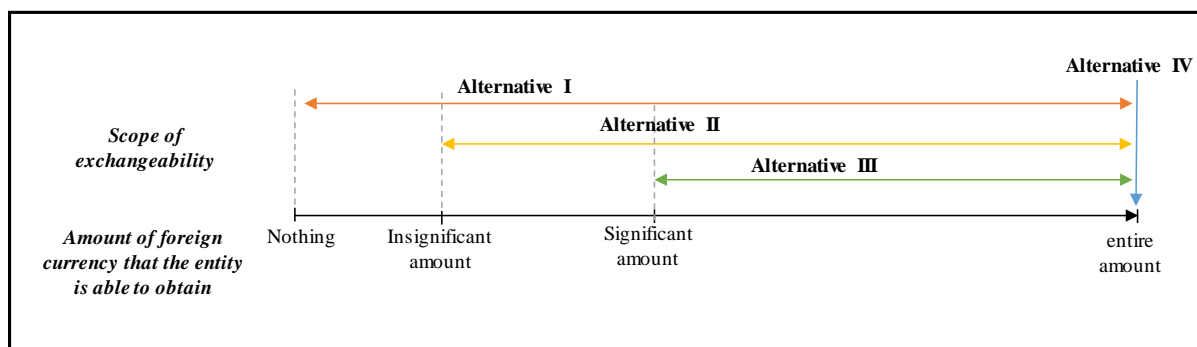 Alternative IV
Alternative I
Alternative II
Scope of
exchangeability
Alternative III
Nothing
Insignificant
amount
Significant
amount
entire
amount
Amount of foreign
currency that the entity
is able to obtain